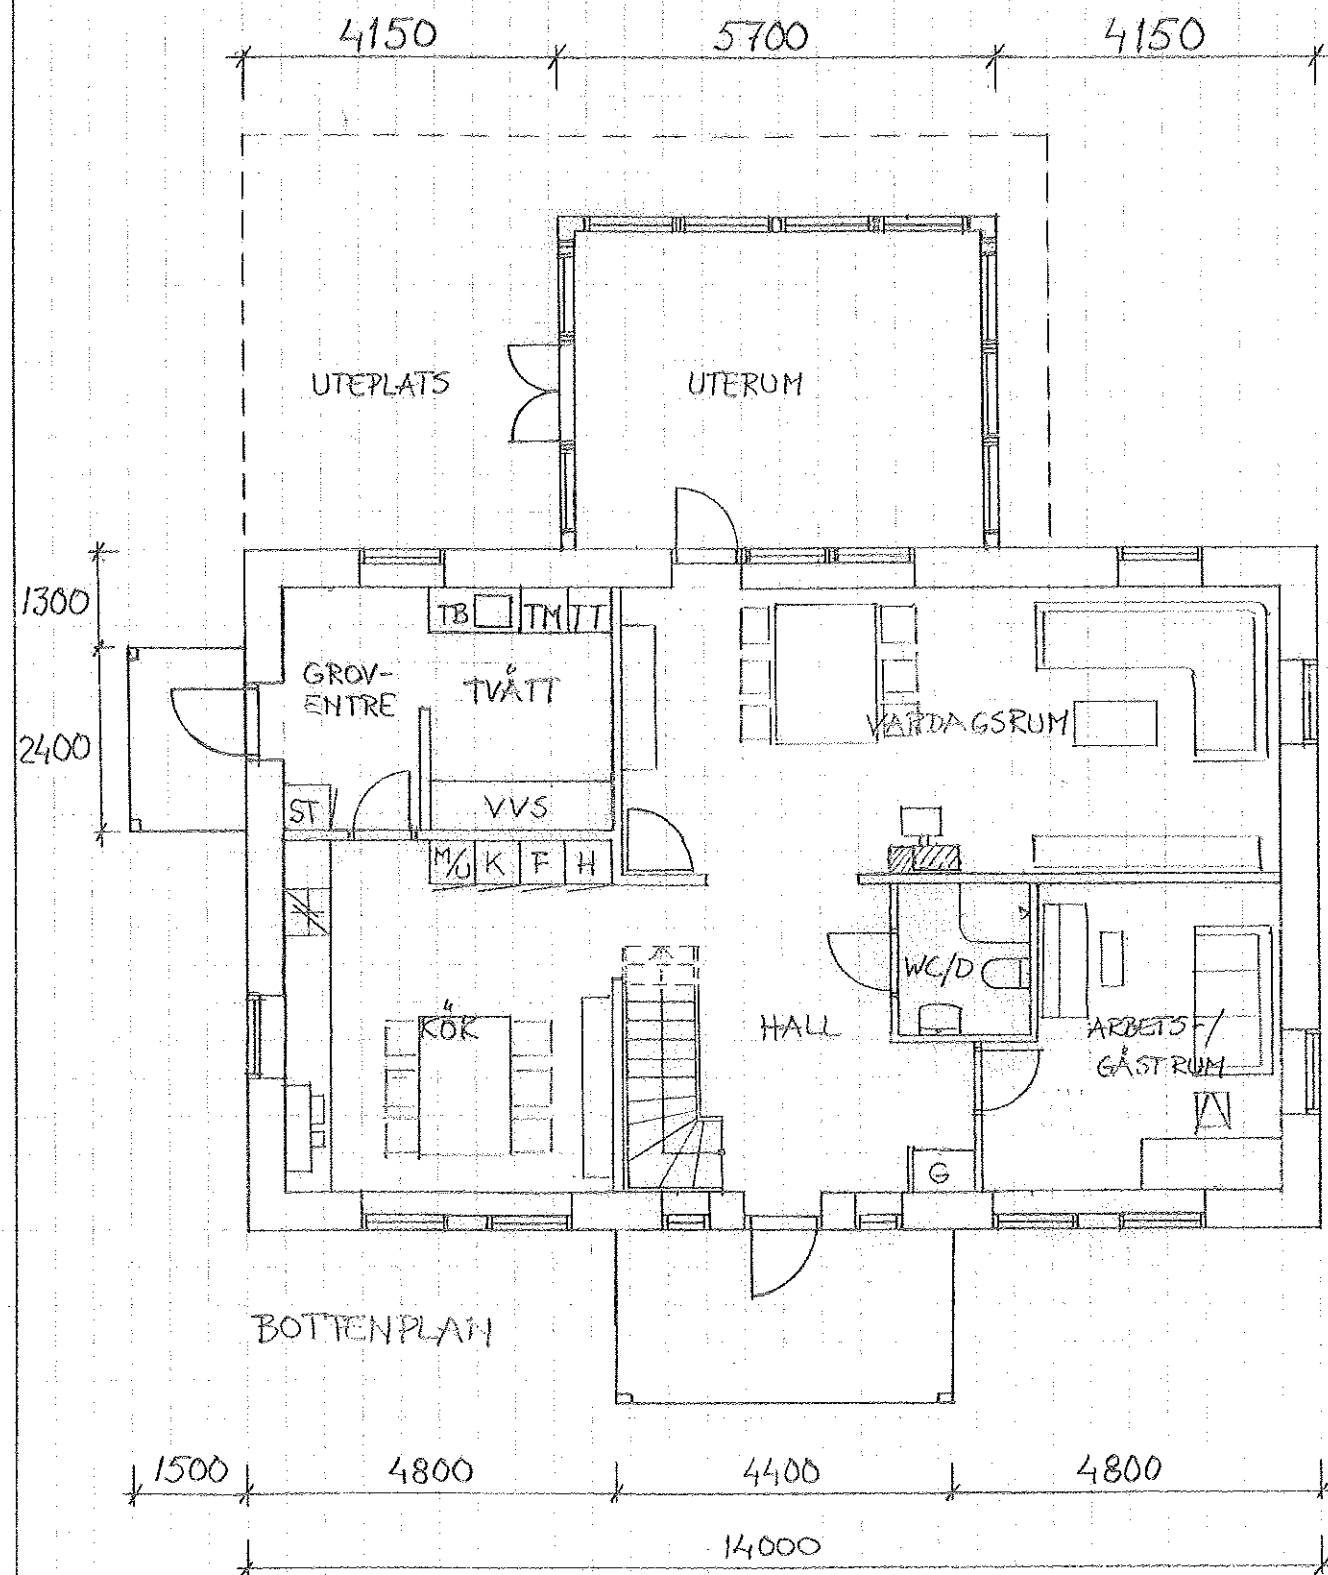 4150 5700 4150
UTEPLATS
UTERUM
1300
2400
TB TM TT
GROV-
ENTRE
TVÄTT
VARDAGSRUM
ST
VVS
M/U K F H
WC/D
KÖK
HALL
ARBETS-/
GÄSTRUM
G
BOTTENPLAN
1500 4800 4400 4800
14000